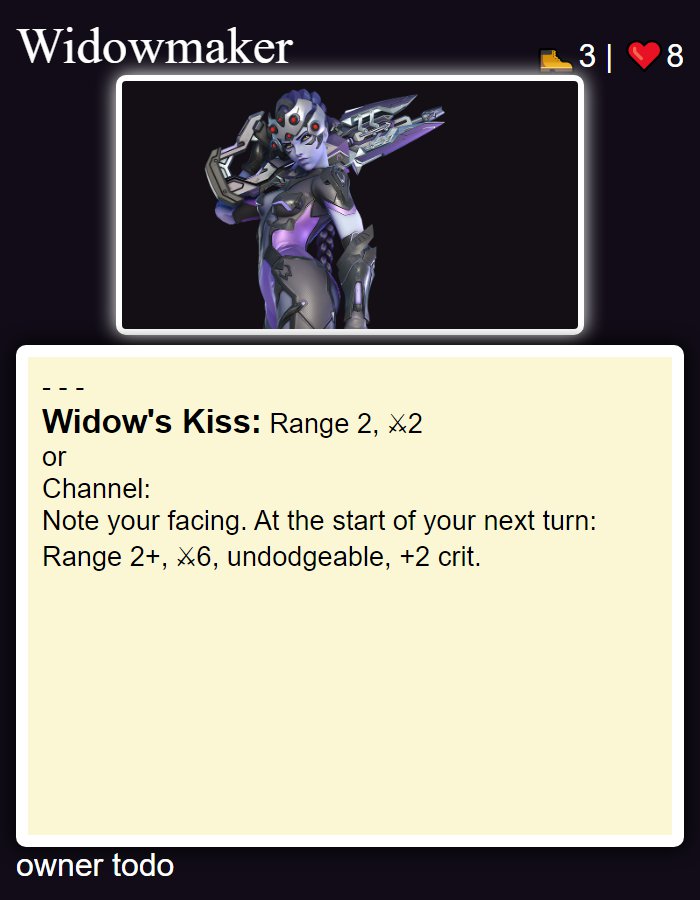 Widowmaker
🥾3 | ❤️8
- - -
Widow's Kiss: Range 2, ⚔2
or
Channel:
Note your facing. At the start of your next turn:
Range 2+, ⚔6, undodgeable, +2 crit.
owner todo